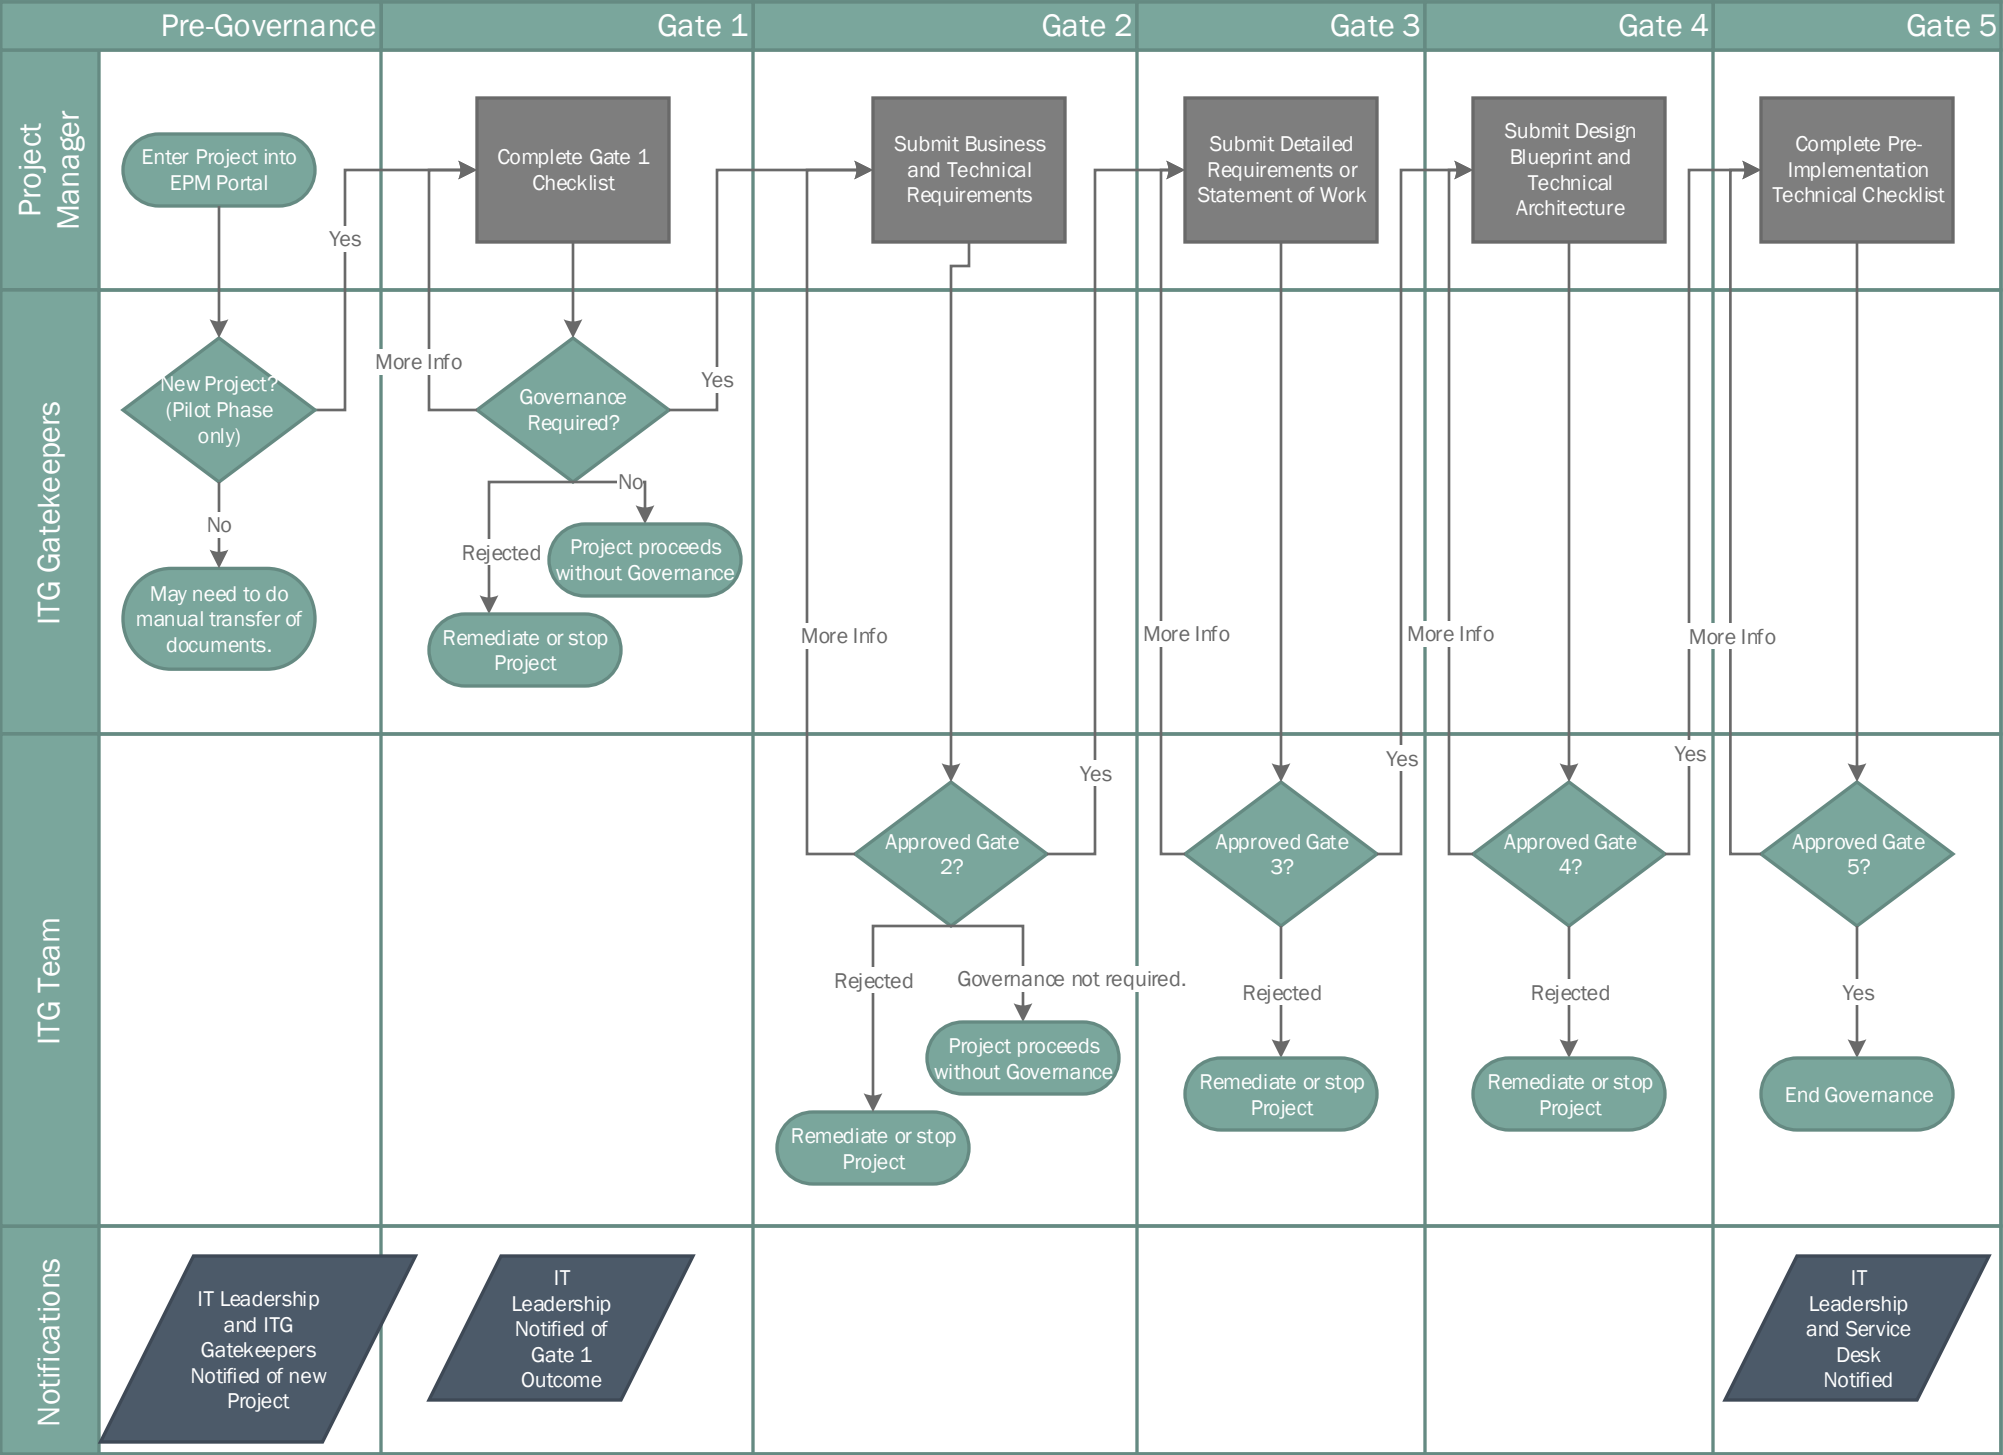 Pre-Governance
Gate 1
Gate 2
Gate 3
Gate 4
Gate 5
Project
Manager
Enter Project into
EPM Portal
Yes
Complete Gate 1
Checklist
Submit Business
and Technical
Requirements
Submit Detailed
Requirements or
Statement of Work
Submit Design
Blueprint and
Technical
Architecture
Complete Pre-
Implementation
Technical Checklist
ITG Gatekeepers
New Project?
(Pilot Phase
only)
No
May need to do
manual transfer of
documents.
More Info
Governance
Required?
Yes
No
Rejected
Project proceeds
without Governance
Remediate or stop
Project
More Info
More Info
More Info
More Info
ITG Team
Approved Gate
2?
Yes
Rejected
Governance not required.
Project proceeds
without Governance
Remediate or stop
Project
Approved Gate
3?
Yes
Rejected
Remediate or stop
Project
Approved Gate
4?
Yes
Rejected
Remediate or stop
Project
Approved Gate
5?
Yes
End Governance
Notifications
IT Leadership
and ITG
Gatekeepers
Notified of new
Project
IT
Leadership
Notified of
Gate 1
Outcome
IT
Leadership
and Service
Desk
Notified